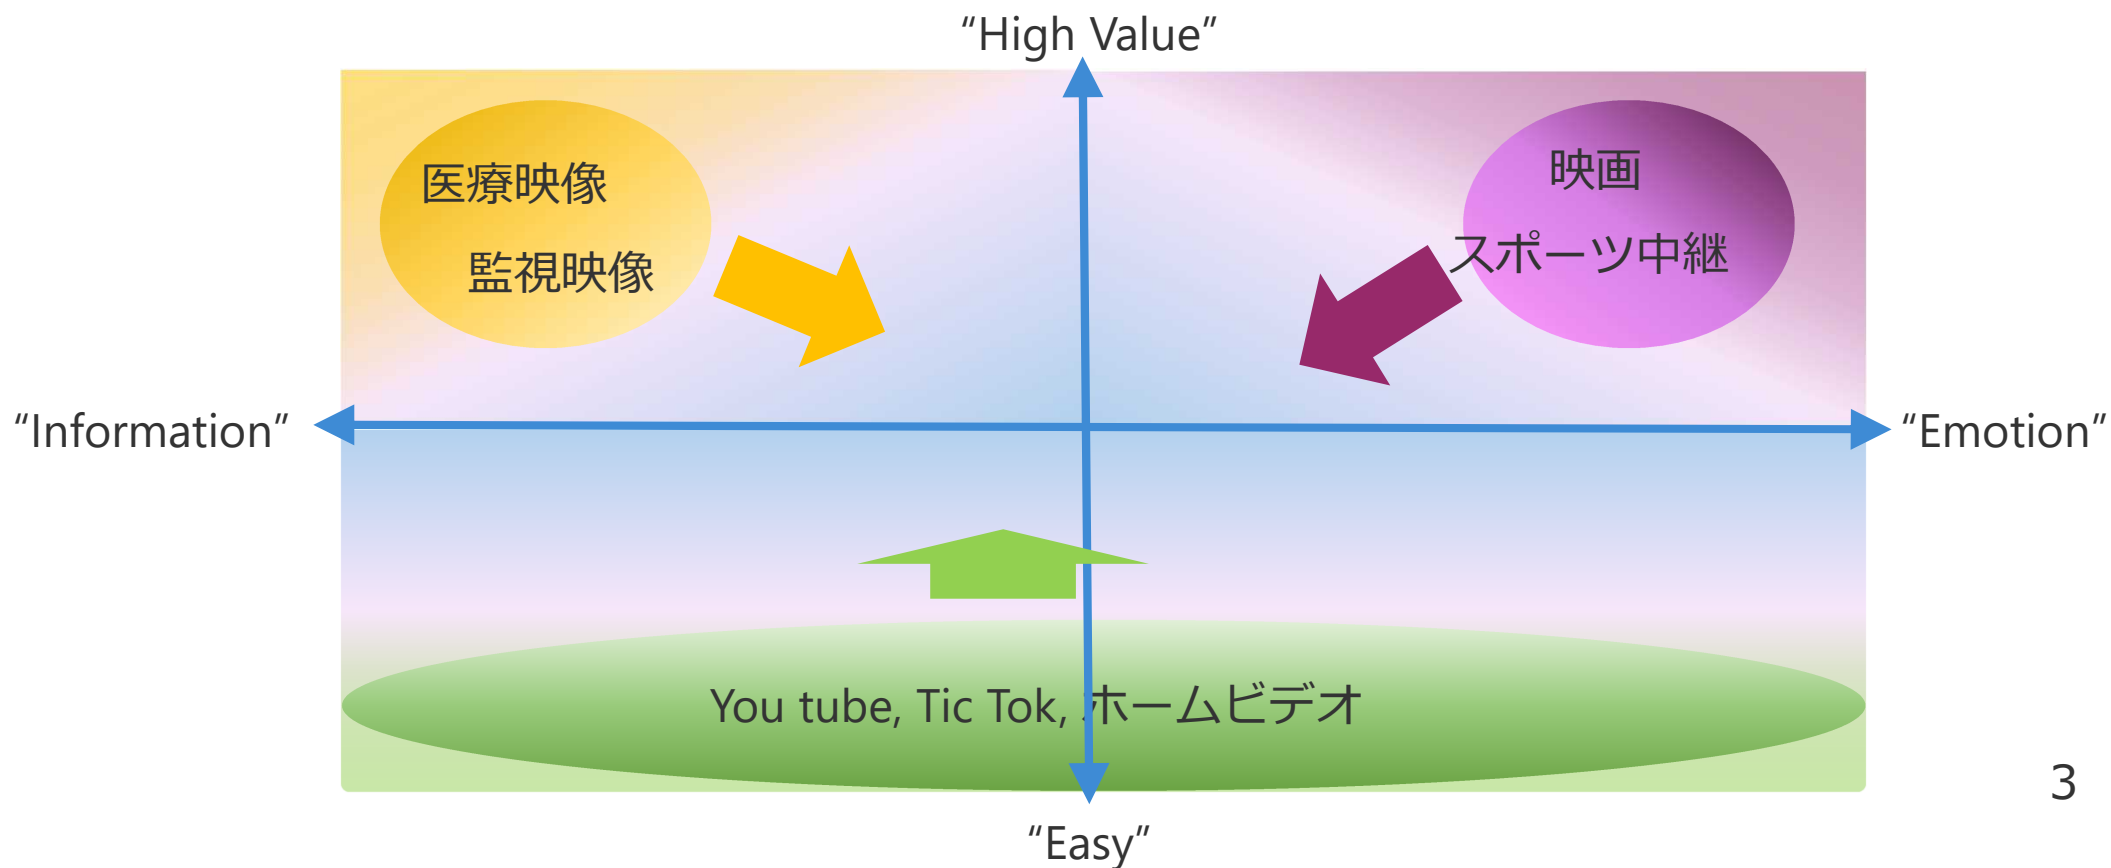 “High Value”
医療映像
監視映像
映画
スポーツ中継
“Information”
“Emotion”
You tube, Tic Tok, ホームビデオ
3
“Easy”